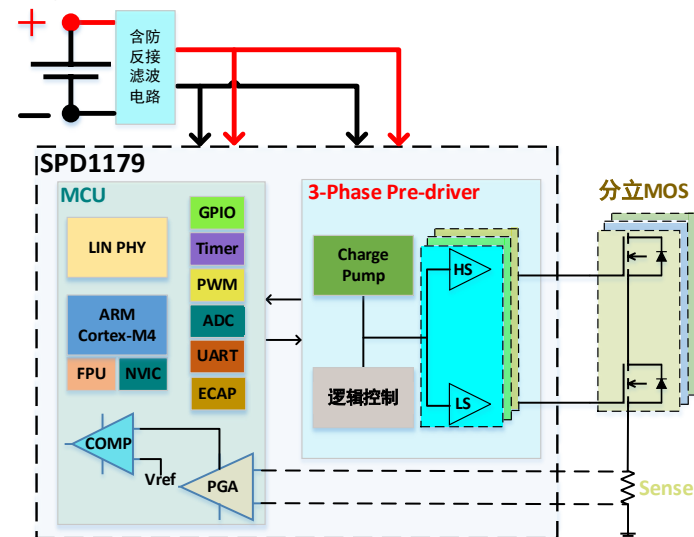 含防
反接
滤波
电路
SPD1179
MCU
LIN PHY
ARM
Cortex-M4
FPU
NVIC
GPIO
Timer
PWM
ADC
UART
ECAP
COMP
Vref
PGA
3-Phase Pre-driver
Charge
Pump
逻辑控制
HS
LS
分立MOS
Sense